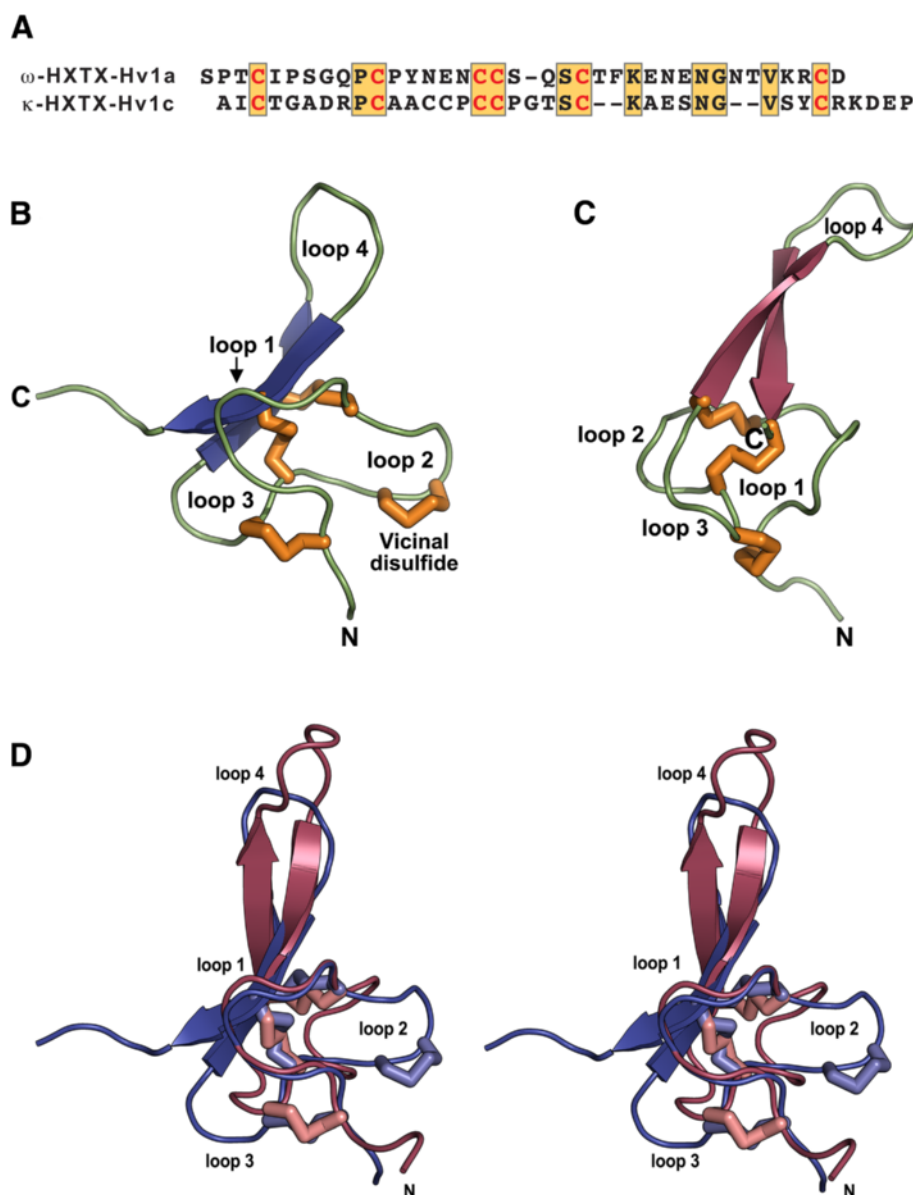 A
ω-HXTX-Hv1a SPTCIPSGQPCPYNENCCS-QSCTFKENENGNTVKRCD
κ-HXTX-Hv1c AICTGADRPCAACCPCCPGTSC--KAESNG--VSYCRKDEP
B
C
loop 4
loop 4
loop 1
C
loop 2
loop 3
Vicinal
disulfide
N
loop 2
C
loop 1
loop 3
N
D
loop 4
loop 4
loop 1
loop 1
loop 2
loop 2
loop 3
loop 3
N
N